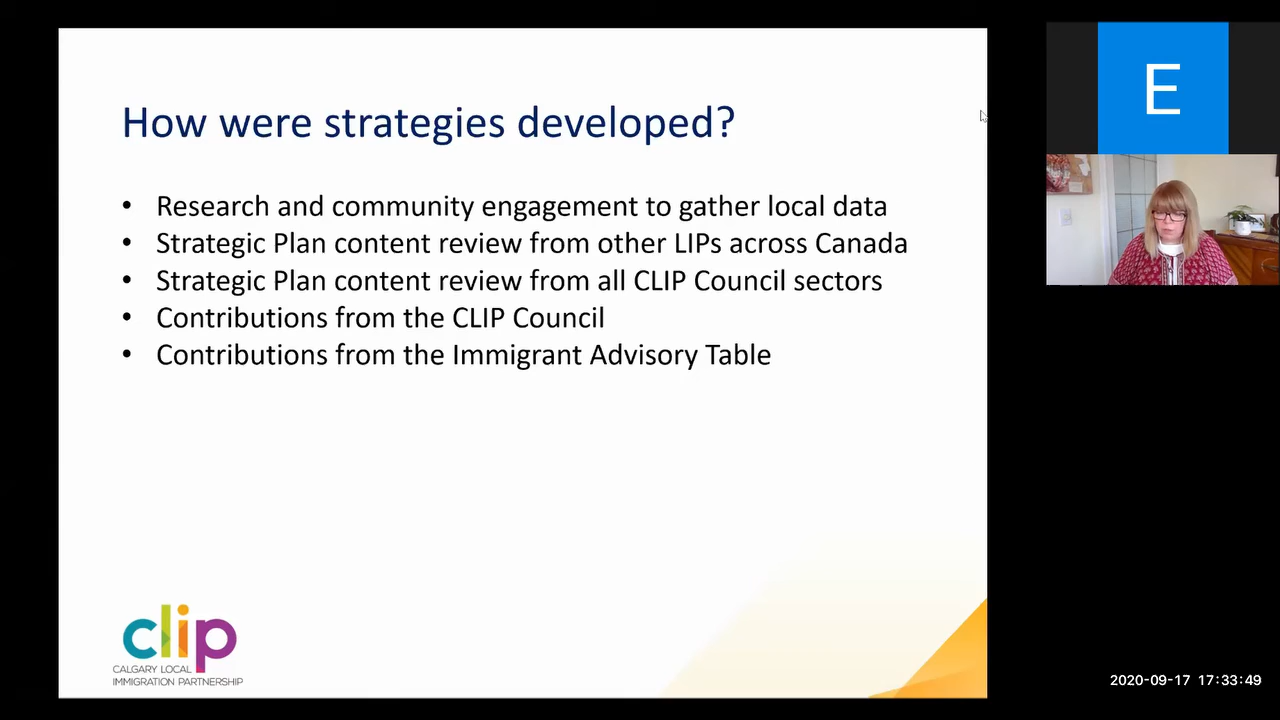 How were strategies developed?
• Research and community engagement to gather local data
• Strategic Plan content review from other LIPs across Canada
• Strategic Plan content review from all CLIP Council sectors
• Contributions from the CLIP Council
• Contributions from the Immigrant Advisory Table
clip
CALGARY LOCAL
IMMIGRATION PARTNERSHIP
E
2020-09-17 17:33:49